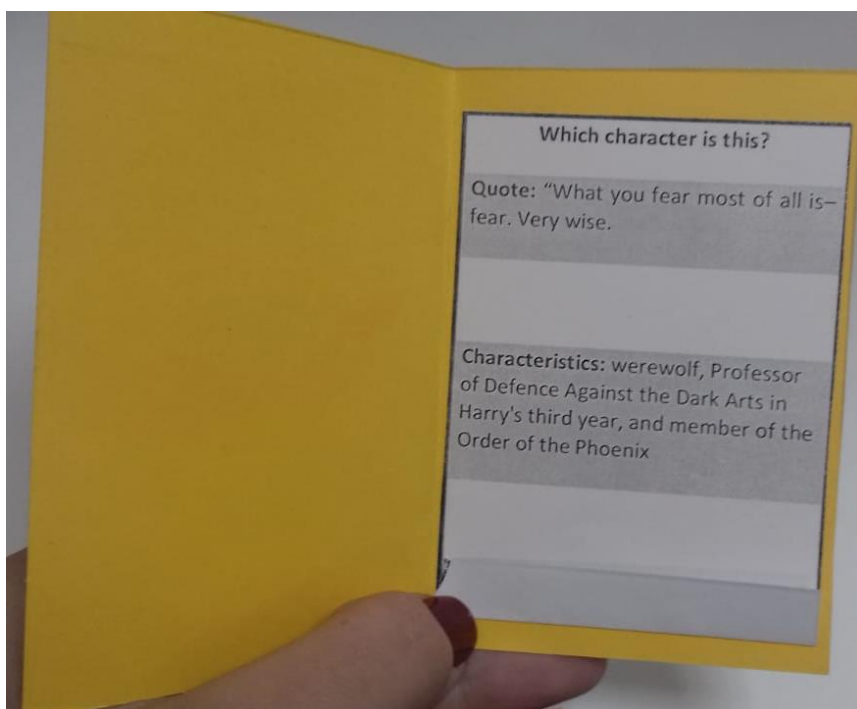 Which character is this?
Quote: “What you fear most of all is–
fear. Very wise.
Characteristics: werewolf, Professor
of Defence Against the Dark Arts in
Harry's third year, and member of the
Order of the Phoenix